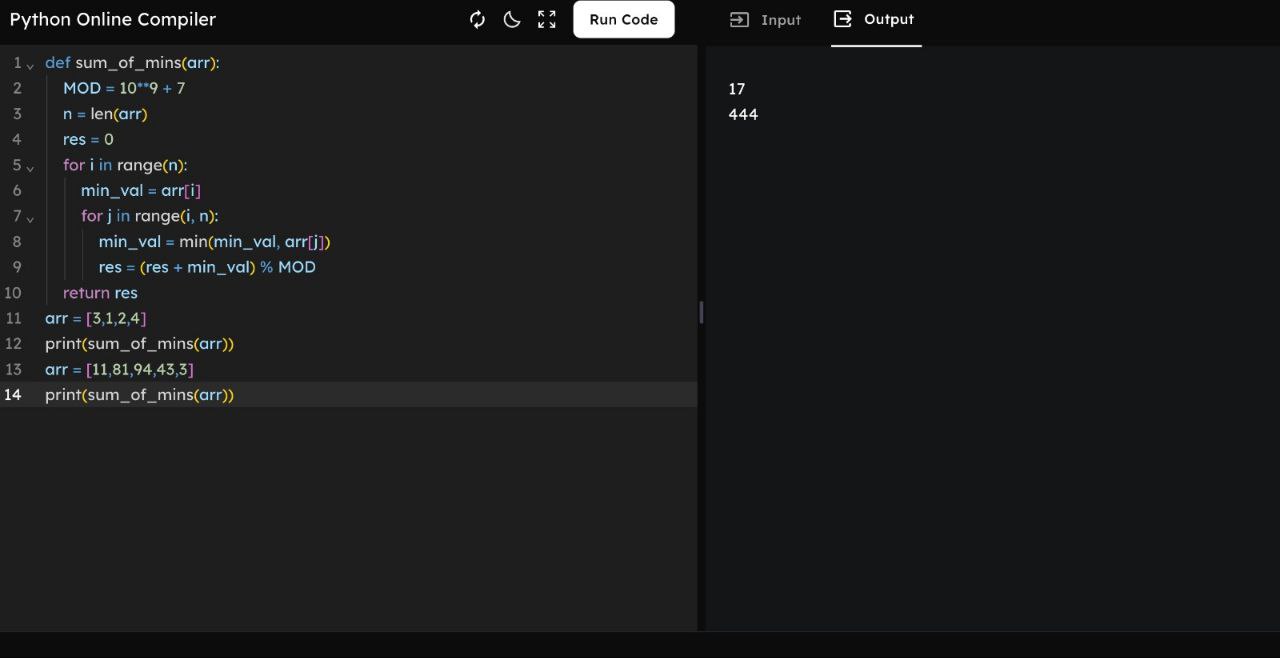 Python Online Compiler
Run Code
Input
Output
1 def sum_of_mins(arr):
2 MOD = 10**9 + 7
3 n = len(arr)
4 res = 0
5 for i in range(n):
6 min_val = arr[i]
7 for j in range(i, n):
8 min_val = min(min_val, arr[j])
9 res = (res + min_val) % MOD
10 return res
11 arr = [3,1,2,4]
12 print(sum_of_mins(arr))
13 arr = [11,81,94,43,3]
14 print(sum_of_mins(arr))
17
444